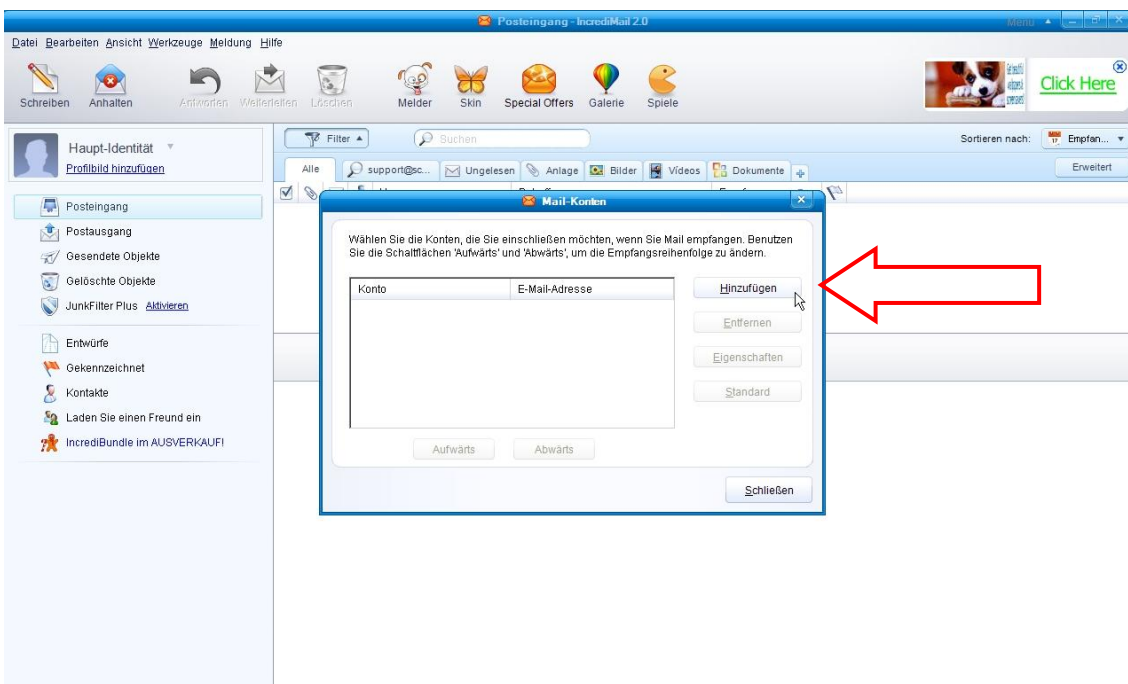 Posteingang - IncrediMail 2.0
Menü
Datei Bearbeiten Ansicht Werkzeuge Meldung Hilfe
Schreiben Anhalten Antworten Weiterleiten Löschen Melder Skin Special Offers Galerie Spiele
Click Here
Haupt-Identität
Profilbild hinzufügen
Filter Suchen Sortieren nach: Empfan...
Alle support@sc... Ungelesen Anlage Bilder Vídeos Dokumente Erweitert
Posteingang
Postausgang
Gesendete Objekte
Gelöschte Objekte
JunkFilter Plus Aktivieren
Entwürfe
Gekennzeichnet
Kontakte
Laden Sie einen Freund ein
IncrediBundle im AUSVERKAUF!
Mail-Konten
Wählen Sie die Konten, die Sie einschließen möchten, wenn Sie Mail empfangen. Benutzen
Sie die Schaltflächen 'Aufwärts' und 'Abwärts', um die Empfangsreihenfolge zu ändern.
Konto E-Mail-Adresse
Hinzufügen
Entfernen
Eigenschaften
Standard
Aufwärts Abwärts
Schließen